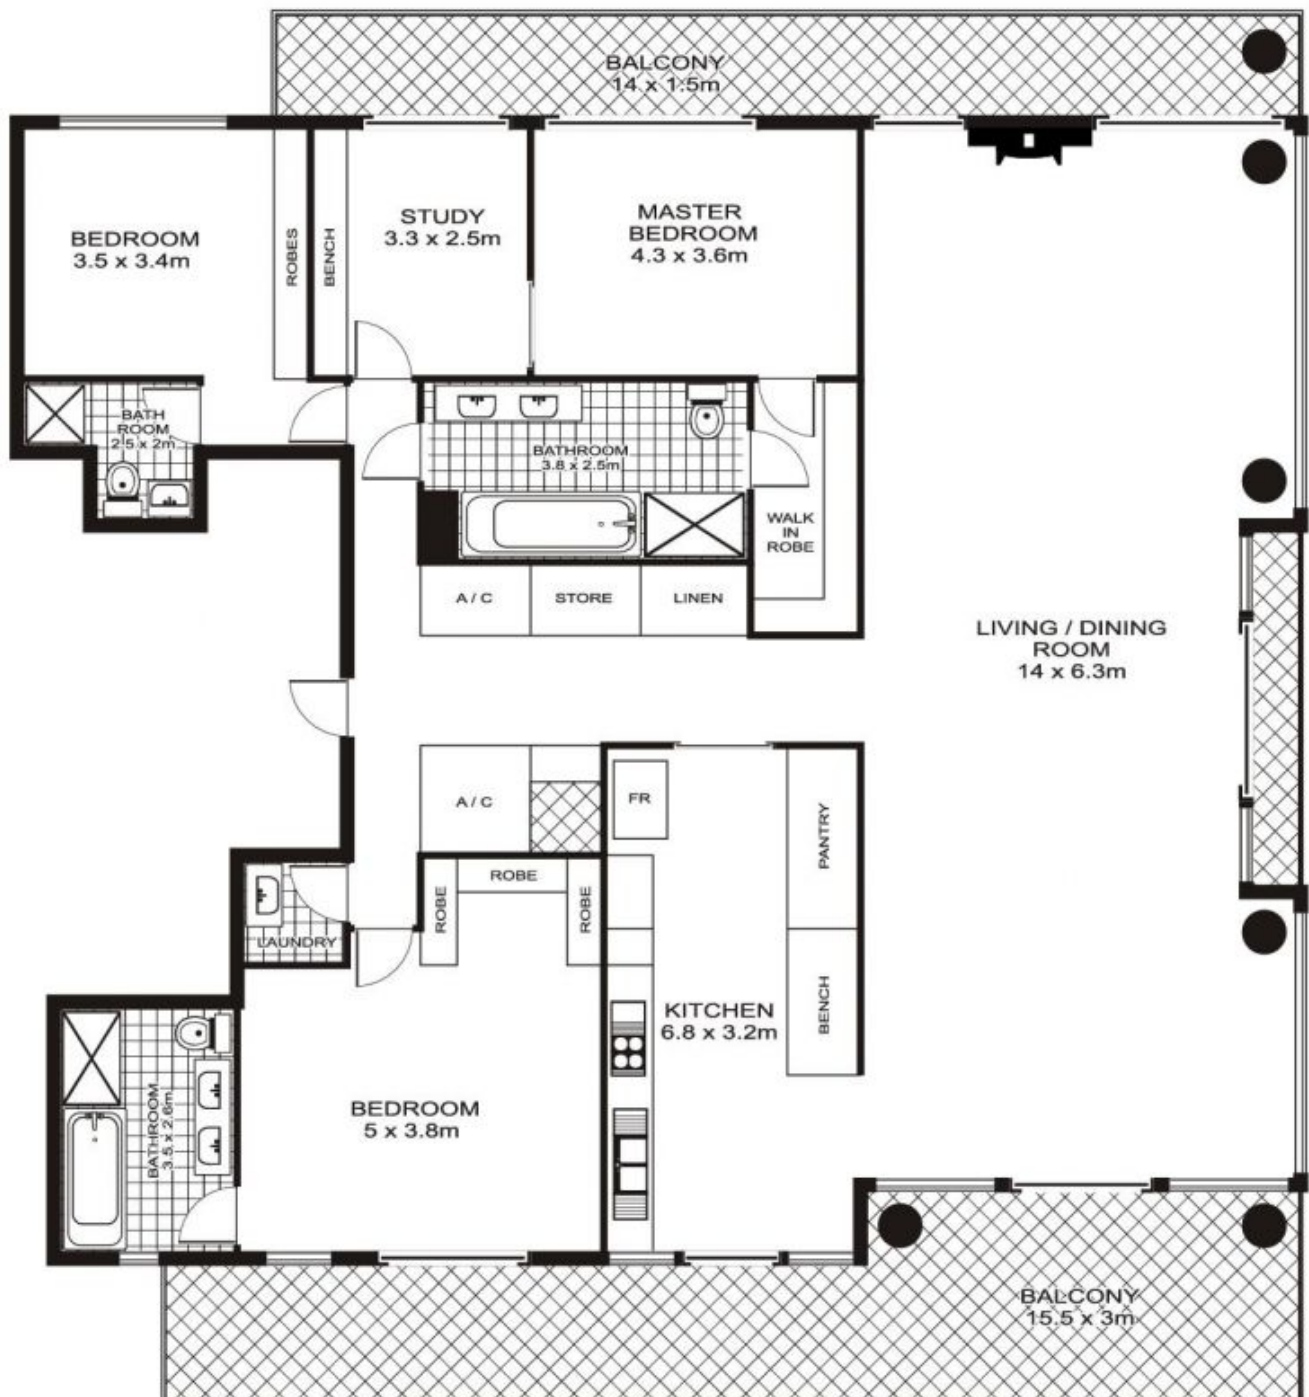 BALCONY
14 x 1.5m
BEDROOM
3.5 x 3.4m
ROBES
BENCH
STUDY
3.3 x 2.5m
MASTER
BEDROOM
4.3 x 3.6m
BATH
ROOM
2.5 x 2m
BATHROOM
3.8 x 2.5m
WALK
IN
ROBE
A / C
STORE
LINEN
LIVING / DINING
ROOM
14 x 6.3m
A / C
FR
PANTRY
ROBE
ROBE
ROBE
LAUNDRY
BENCH
KITCHEN
6.8 x 3.2m
BATHROOM
3.5 x 2.6m
BEDROOM
5 x 3.8m
BALCONY
15.5 x 3m